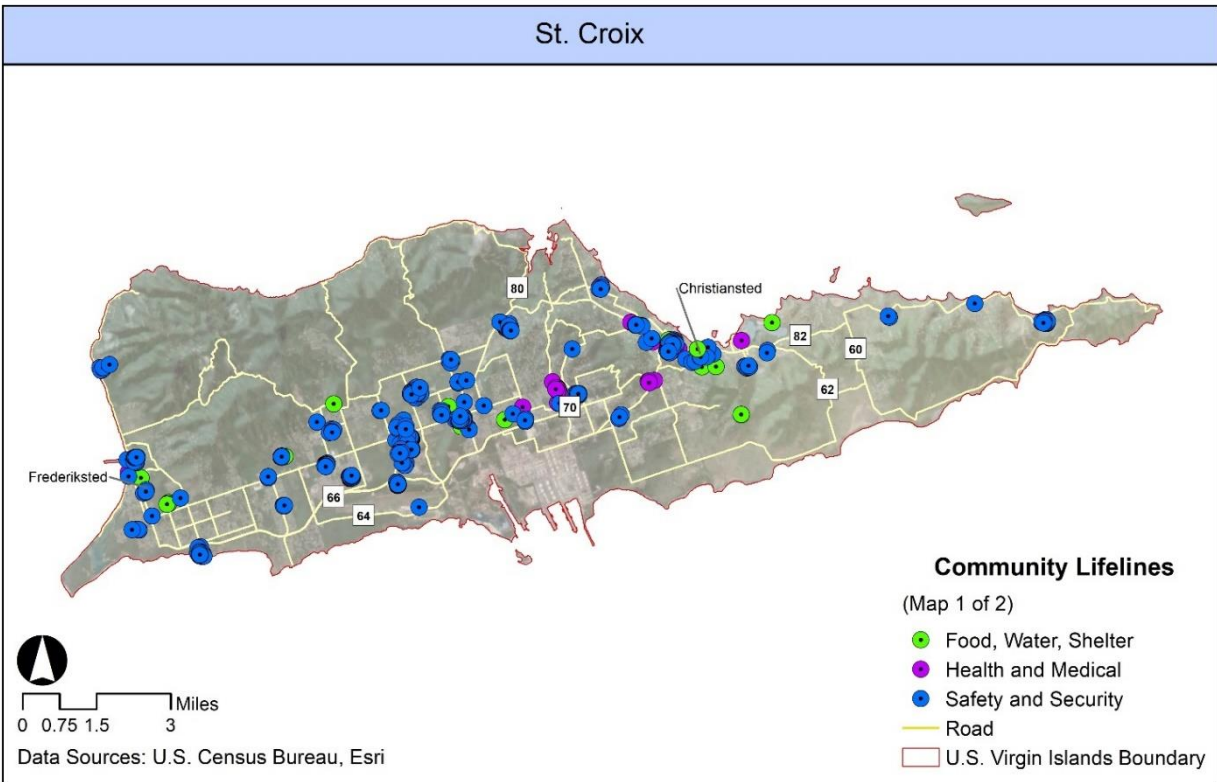 St. Croix
Christiansted
80
82
60
62
70
Frederiksted
66
64
Community Lifelines
(Map 1 of 2)
Food, Water, Shelter
Health and Medical
Safety and Security
Road
U.S. Virgin Islands Boundary
Miles
0 0.75 1.5 3
Data Sources: U.S. Census Bureau, Esri